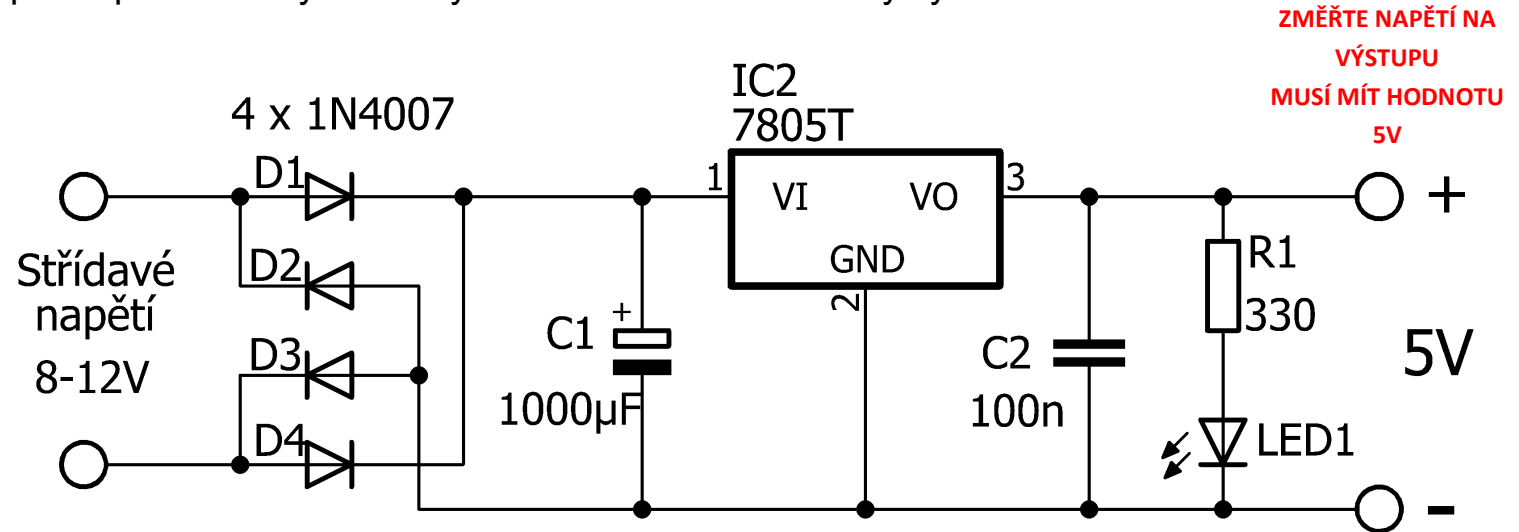 ZMĚŘTE NAPĚTÍ NA
VÝSTUPU
MUSÍ MÍT HODNOTU
5V
IC2
7805T
4 x 1N4007
D1
1
VI
VO
3
+
Střídavé
napětí
8-12V
D2
GND
2
R1
330
C1
+
1000µF
D3
C2
100n
5V
D4
LED1
-